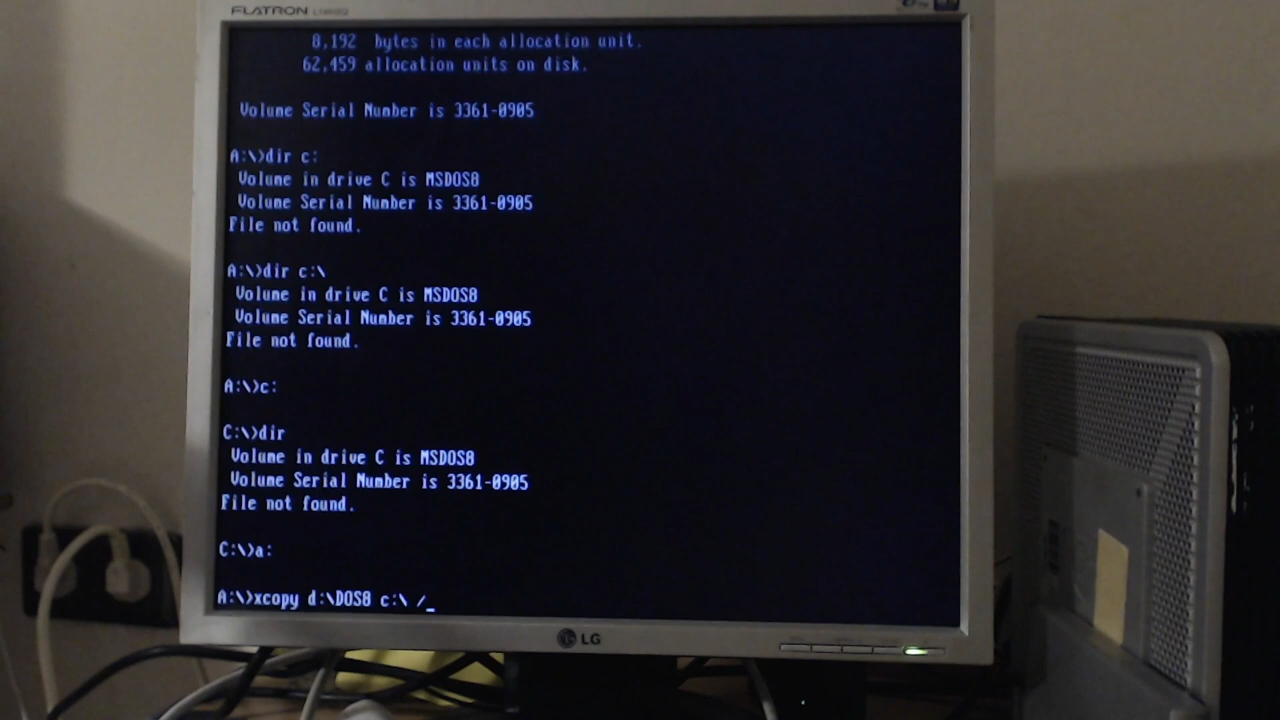 FLATRON
8,192 bytes in each allocation unit.
62,459 allocation units on disk.
Volume Serial Number is 3361-0905
A:\>dir c:
Volume in drive C is MSDOS8
Volume Serial Number is 3361-0905
File not found.
A:\>dir c:\
Volume in drive C is MSDOS8
Volume Serial Number is 3361-0905
File not found.
A:\>c:
C:\>dir
Volume in drive C is MSDOS8
Volume Serial Number is 3361-0905
File not found.
C:\>a:
A:\>xcopy d:\DOS8 c:\ /_
LG